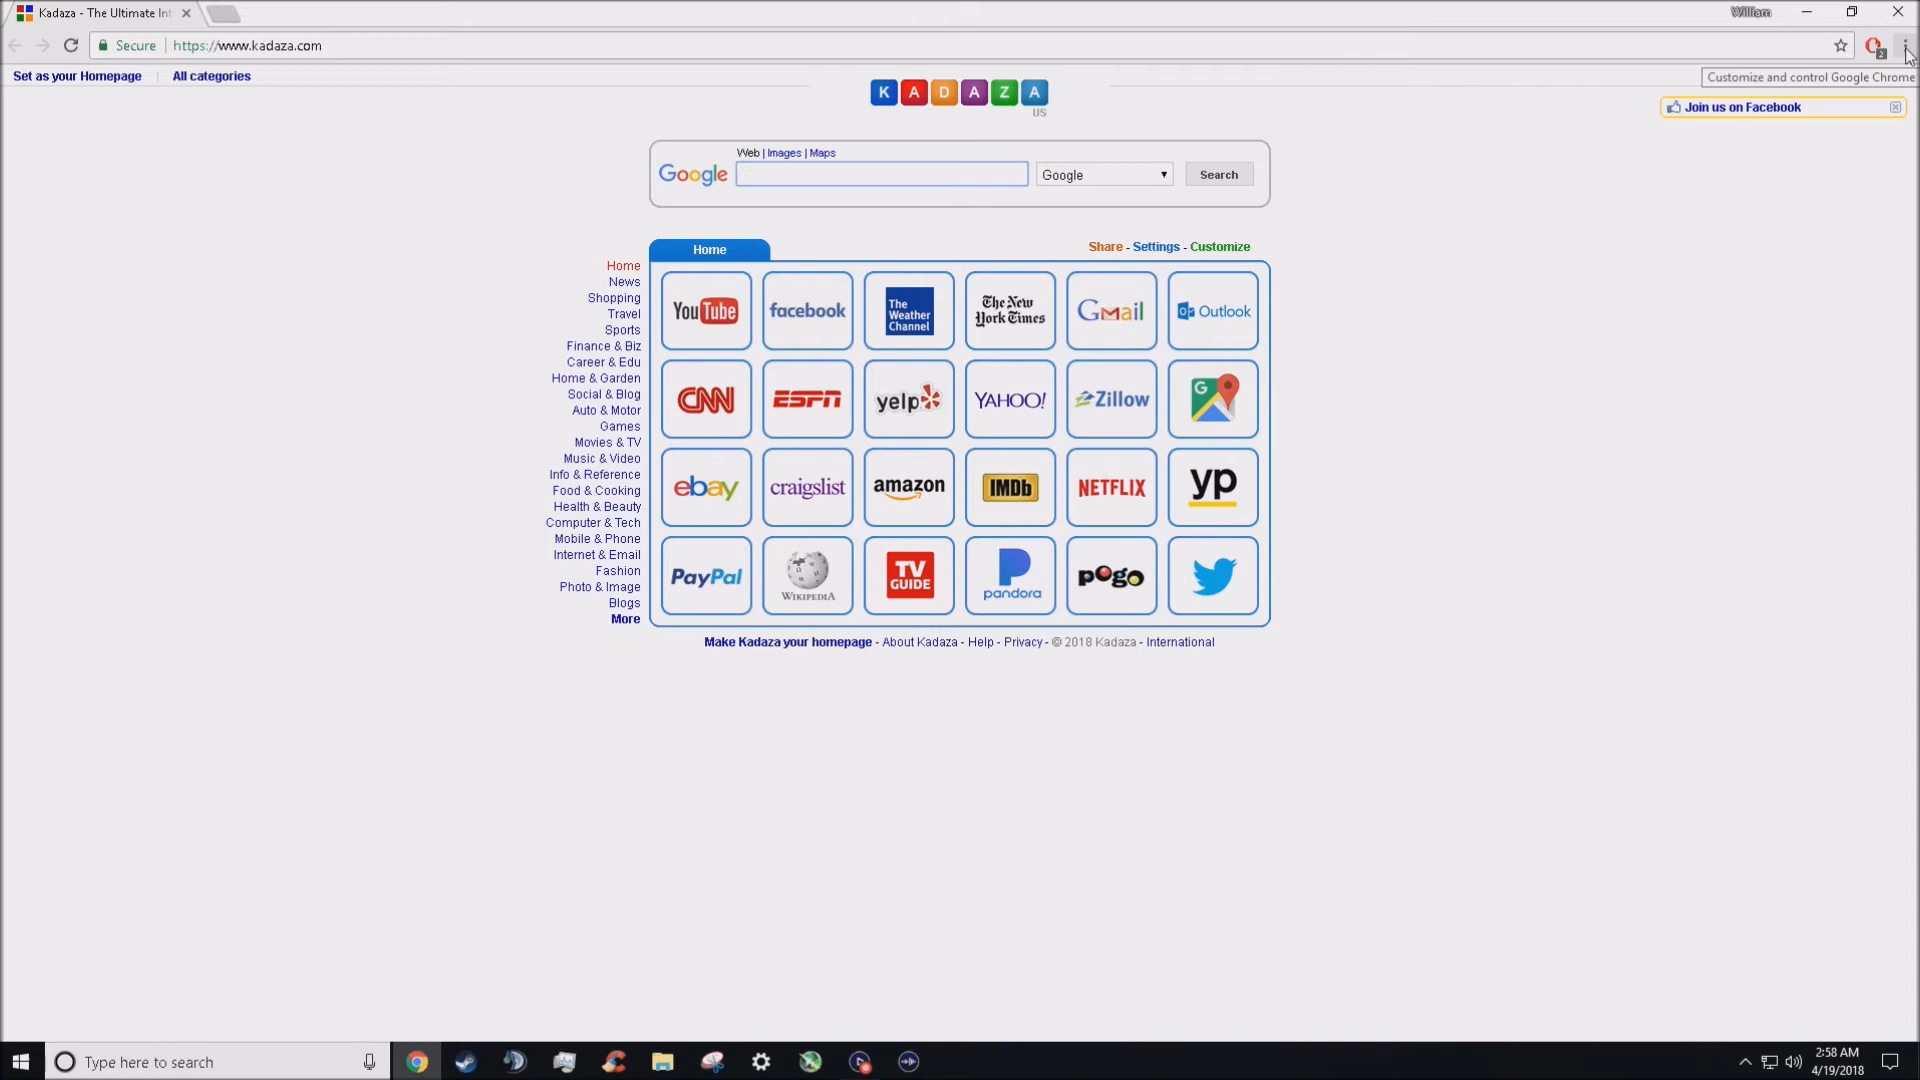 Kadaza - The Ultimate Int
William
Secure https://www.kadaza.com
2
Set as your Homepage All categories
Customize and control Google Chrome
KADAZA
US
Join us on Facebook
Web | Images | Maps
Google Google Search
Home Share - Settings - Customize
Home
News
Shopping
Travel
Sports
Finance & Biz
Career & Edu
Home & Garden
Social & Blog
Auto & Motor
Games
Movies & TV
Music & Video
Info & Reference
Food & Cooking
Health & Beauty
Computer & Tech
Mobile & Phone
Internet & Email
Fashion
Photo & Image
Blogs
More
YouTube facebook The Weather Channel The New York Times Gmail Outlook
CNN ESPN yelp YAHOO! Zillow G
ebay craigslist amazon IMDb NETFLIX yp
PayPal WIKIPEDIA TV GUIDE pandora pogo
Make Kadaza your homepage - About Kadaza - Help - Privacy - © 2018 Kadaza - International
Type here to search
2:58 AM
4/19/2018